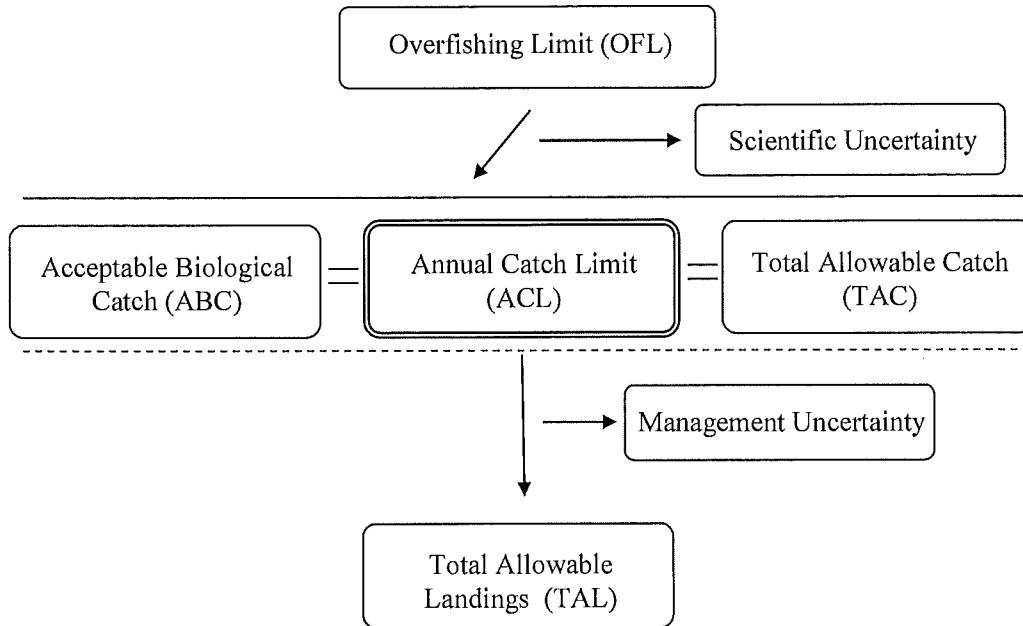 Overfishing Limit (OFL)
Scientific Uncertainty
Acceptable Biological
Catch (ABC)
=
Annual Catch Limit
(ACL)
=
Total Allowable Catch
(TAC)
Management Uncertainty
Total Allowable
Landings (TAL)